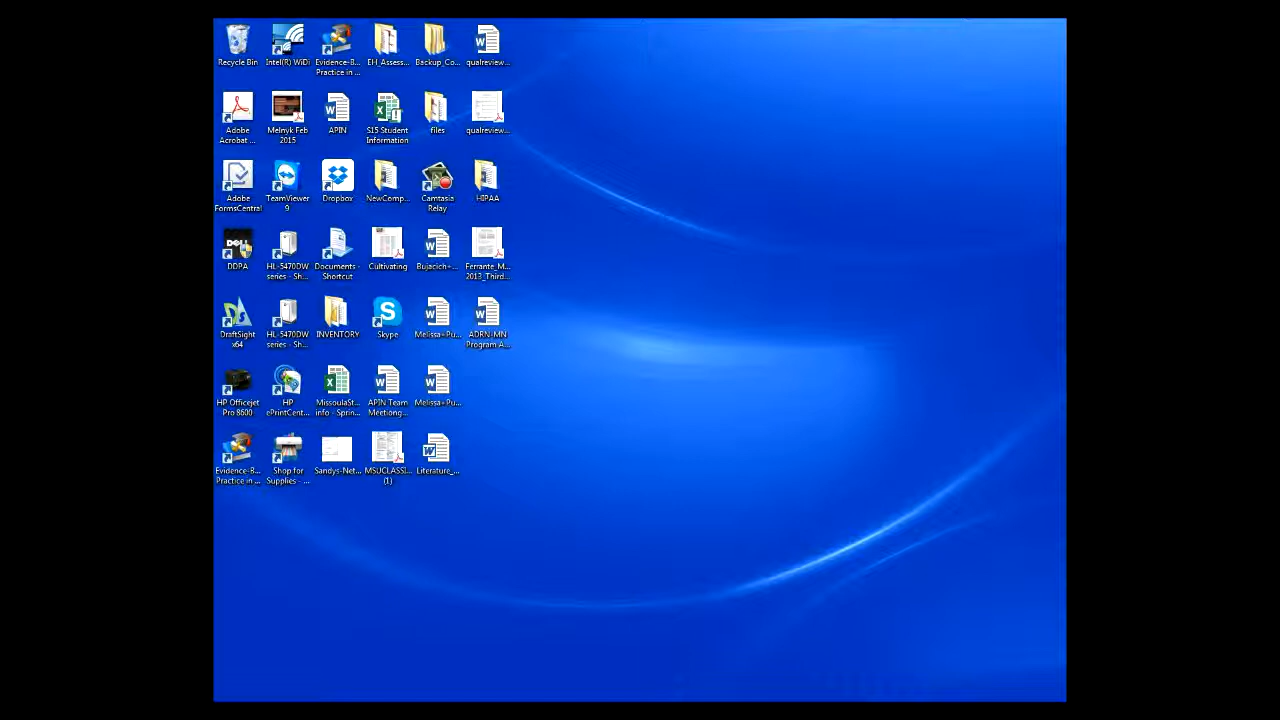 Recycle Bin
Intel(R) WiDi
Evidence-B...
Practice in ...
EH_Assess...
Backup_Co...
qualreview...
Adobe
Acrobat ...
Melnyk Feb
2015
APIN
S15 Student
Information
files
qualreview...
Adobe
FormsCentral
TeamViewer
9
Dropbox
NewComp...
Camtasia
Relay
HIPAA
DDPA
HL-5470DW
series - Sh...
Documents -
Shortcut
Cultivating
Bujacich+...
Ferrante_M...
2013_Third...
DraftSight
x64
HL-5470DW
series - Sh...
INVENTORY
Skype
Melissa+Pu...
ADRN-MN
Program A...
HP Officejet
Pro 8600
HP
ePrintCent...
MissoulaSt...
info - Sprin...
APIN Team
Meetiong...
Melissa+Pu...
Evidence-B...
Practice in ...
Shop for
Supplies - ...
Sandys-Net...
MSUCLASSI...
(1)
Literature_...